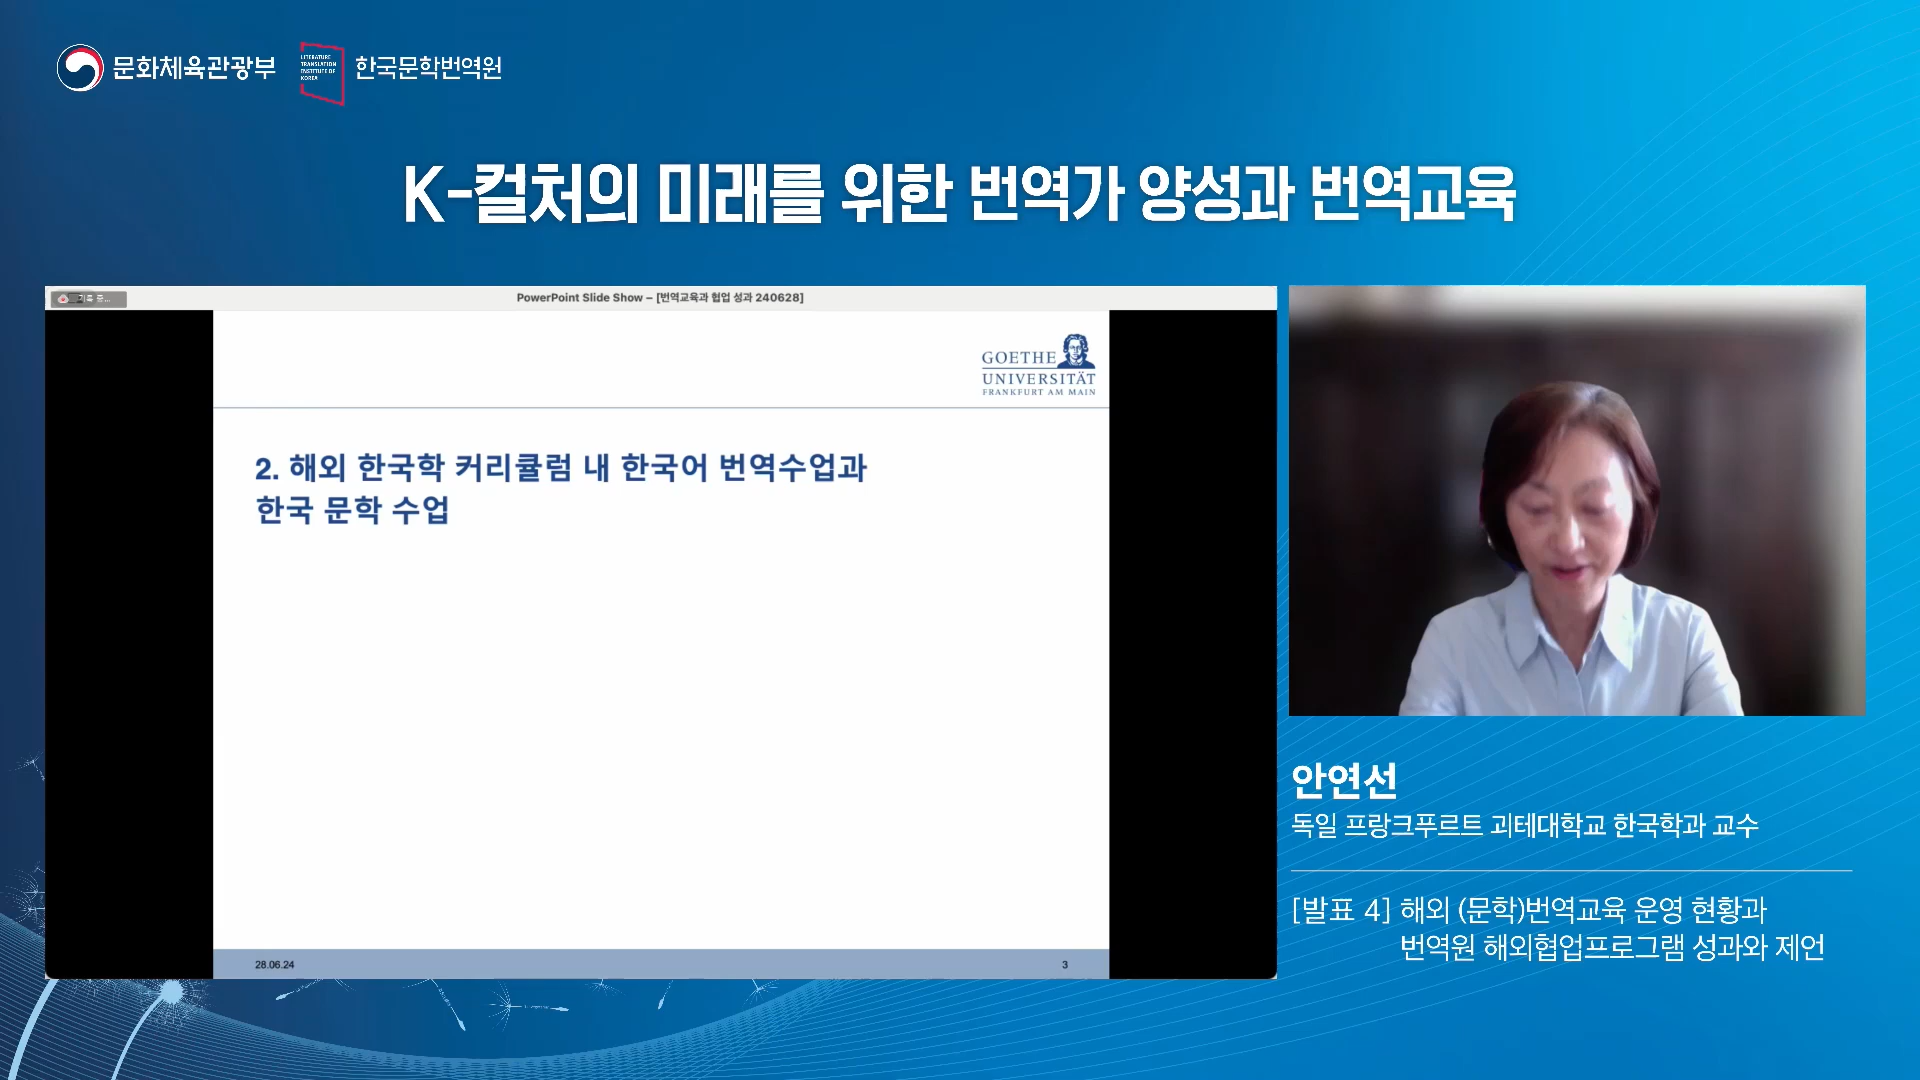 문화체육관광부
LITERATURE
TRANSLATION
INSTITUTE OF
KOREA
한국문학번역원
K-컬처의 미래를 위한 번역가 양성과 번역교육
PowerPoint Slide Show – [번역교육과 협업 성과 240628]
GOETHE
UNIVERSITÄT
FRANKFURT AM MAIN
2. 해외 한국학 커리큘럼 내 한국어 번역수업과
한국 문학 수업
28.06.24
3
안연선
독일 프랑크푸르트 괴테대학교 한국학과 교수
[발표 4] 해외 (문학)번역교육 운영 현황과
번역원 해외협업프로그램 성과와 제언